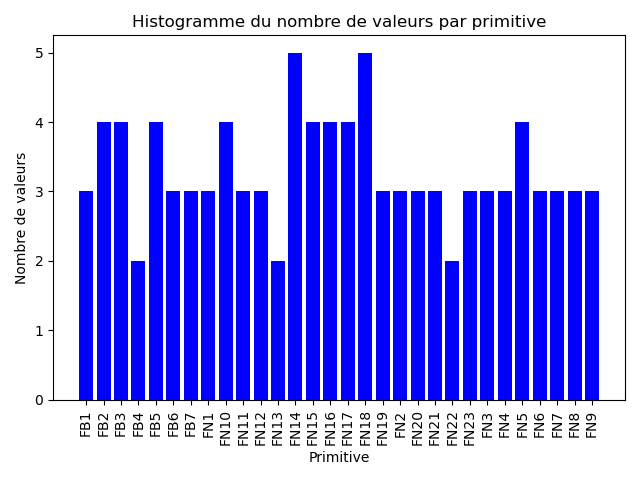 Histogramme du nombre de valeurs par primitive
Nombre de valeurs
5
4
3
2
1
0
FB1
FB2
FB3
FB4
FB5
FB6
FB7
FN1
FN10
FN11
FN12
FN13
FN14
FN15
FN16
FN17
FN18
FN19
FN2
FN20
FN21
FN22
FN23
FN3
FN4
FN5
FN6
FN7
FN8
FN9
Primitive